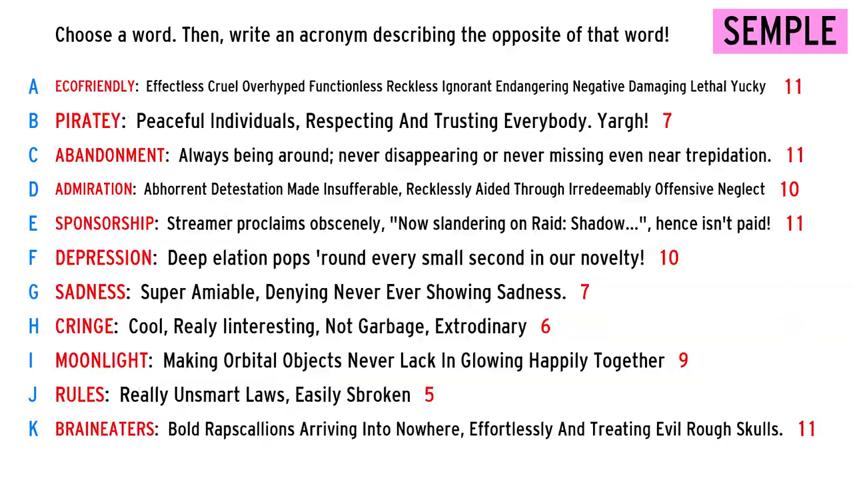 Choose a word. Then, write an acronym describing the opposite of that word!
SEMPLE
A ECOFRIENDLY: Effectless Cruel Overhyped Functionless Reckless Ignorant Endangering Negative Damaging Lethal Yucky 11
B PIRATEY: Peaceful Individuals, Respecting And Trusting Everybody. Yargh! 7
C ABANDONMENT: Always being around; never disappearing or never missing even near trepidation. 11
D ADMIRATION: Abhorrent Detestation Made Insufferable, Recklessly Aided Through Irredeemably Offensive Neglect 10
E SPONSORSHIP: Streamer proclaims obscenely, "Now slandering on Raid: Shadow...", hence isn't paid! 11
F DEPRESSION: Deep elation pops 'round every small second in our novelty! 10
G SADNESS: Super Amiable, Denying Never Ever Showing Sadness. 7
H CRINGE: Cool, Realy Iinteresting, Not Garbage, Extrodinary 6
I MOONLIGHT: Making Orbital Objects Never Lack In Glowing Happily Together 9
J RULES: Really Unsmart Laws, Easily Sbroken 5
K BRAINEATERS: Bold Rapscallions Arriving Into Nowhere, Effortlessly And Treating Evil Rough Skulls. 11